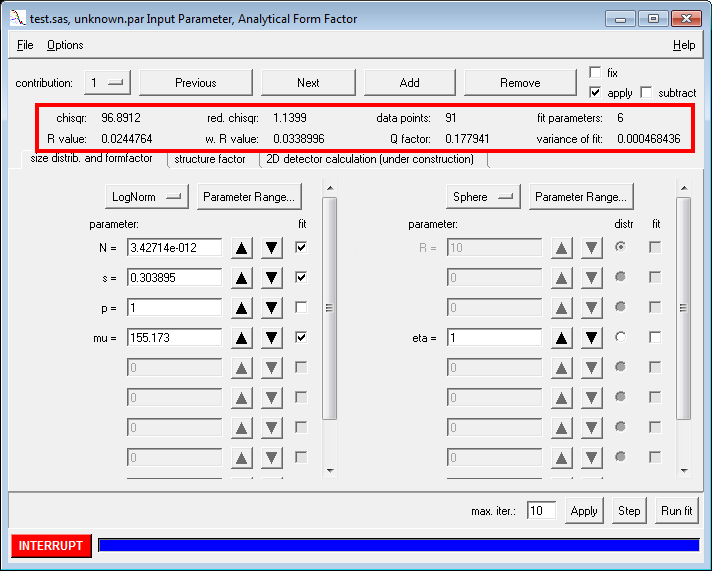 test.sas, unknown.par Input Parameter, Analytical Form Factor
File Options Help
contribution: 1 Previous Next Add Remove fix
apply subtract
chisqr: 96.8912 red. chisqr: 1.1399 data points: 91 fit parameters: 6
R value: 0.0244764 w. R value: 0.0338996 Q factor: 0.177941 variance of fit: 0.000468436
size distrib. and formfactor structure factor 2D detector calculation (under construction)
LogNorm Parameter Range... Sphere Parameter Range...
parameter: fit parameter: distr fit
N = 3.42714e-012 R = 10
s = 0.303895 0
p = 1 0
mu = 155.173 eta = 1
0 0
0 0
0 0
0 0
max. iter.: 10 Apply Step Run fit
INTERRUPT